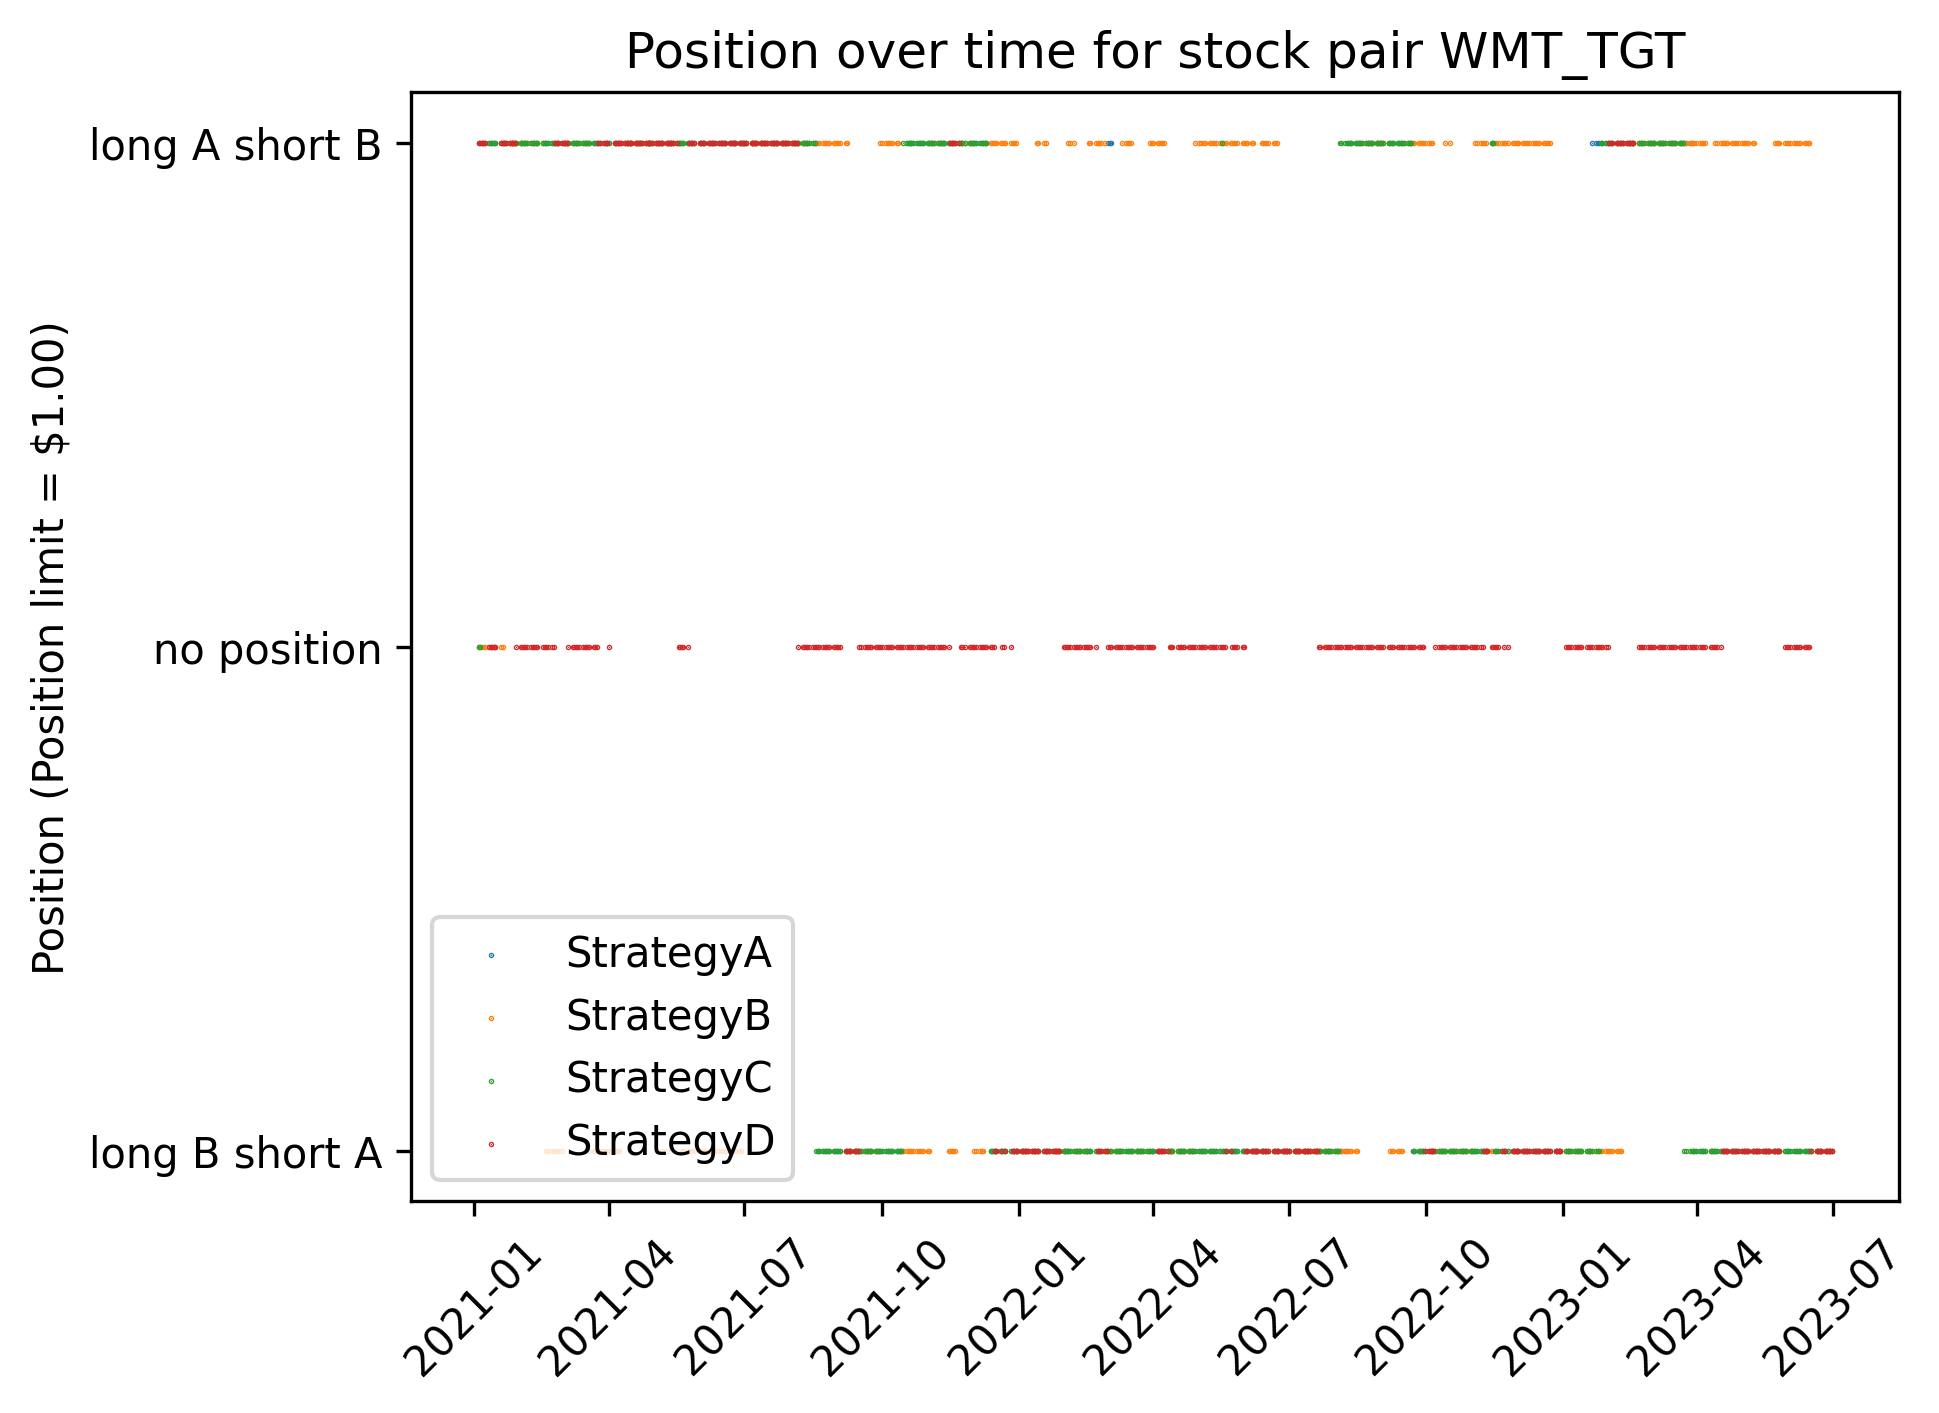 Position over time for stock pair WMT_TGT
Position (Position limit = $1.00)
long A short B
no position
long B short A
StrategyA
StrategyB
StrategyC
StrategyD
2021-01
2021-04
2021-07
2021-10
2022-01
2022-04
2022-07
2022-10
2023-01
2023-04
2023-07